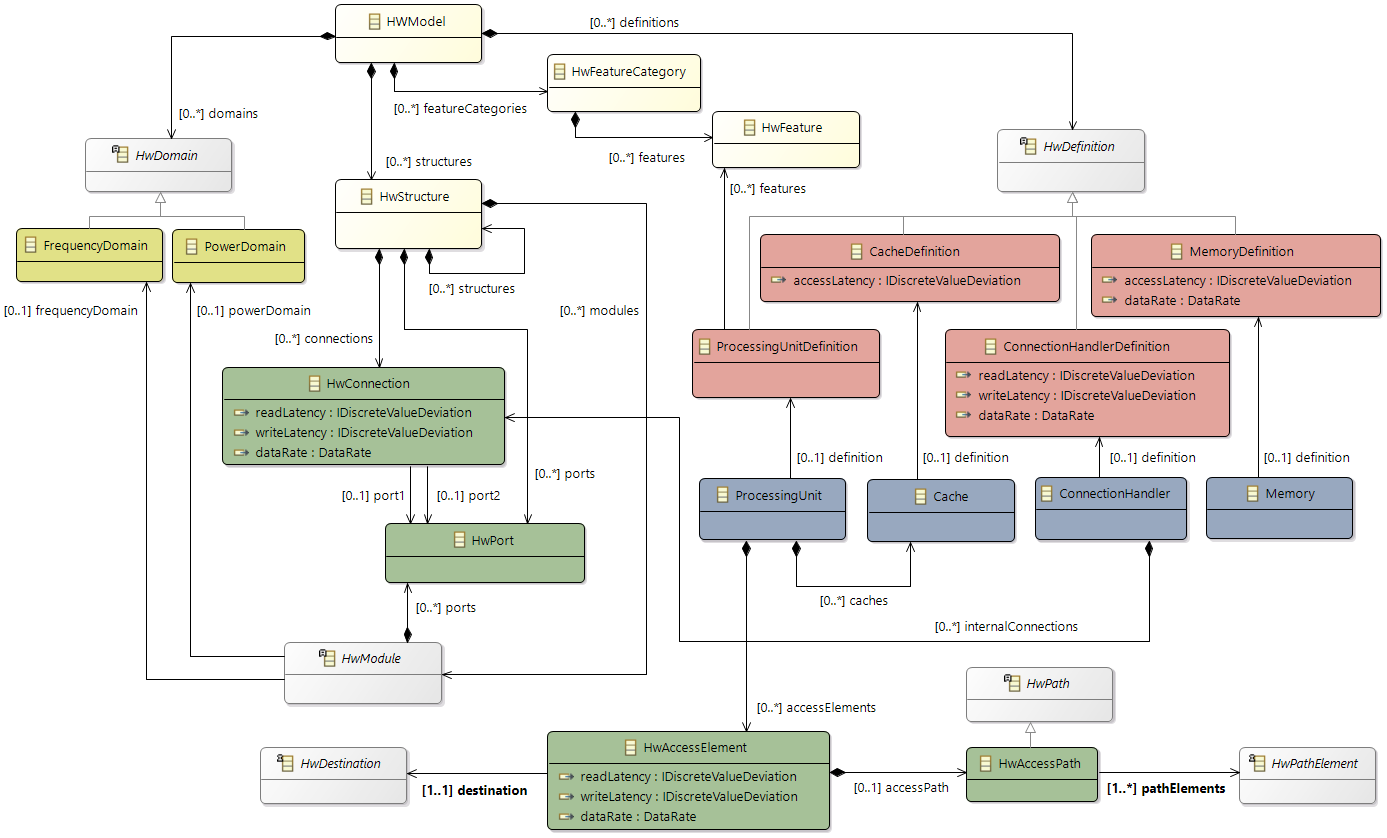 HWModel
[0..*] definitions
HwFeatureCategory
[0..*] domains
[0..*] featureCategories
HwFeature
HwDomain
[0..*] structures
[0..*] features
HwDefinition
HwStructure
[0..*] features
FrequencyDomain
PowerDomain
CacheDefinition
accessLatency : IDiscreteValueDeviation
MemoryDefinition
accessLatency : IDiscreteValueDeviation
dataRate : DataRate
[0..*] structures
[0..1] frequencyDomain
[0..1] powerDomain
[0..*] modules
[0..*] connections
ProcessingUnitDefinition
ConnectionHandlerDefinition
readLatency : IDiscreteValueDeviation
writeLatency : IDiscreteValueDeviation
dataRate : DataRate
HwConnection
readLatency : IDiscreteValueDeviation
writeLatency : IDiscreteValueDeviation
dataRate : DataRate
[0..1] definition
[0..1] definition
[0..1] definition
[0..1] definition
[0..*] ports
[0..1] port1
[0..1] port2
ProcessingUnit
Cache
ConnectionHandler
Memory
HwPort
[0..*] ports
[0..*] caches
[0..*] internalConnections
HwModule
HwPath
[0..*] accessElements
HwDestination
HwAccessElement
readLatency : IDiscreteValueDeviation
writeLatency : IDiscreteValueDeviation
dataRate : DataRate
HwAccessPath
HwPathElement
[1..1] destination
[0..1] accessPath
[1..*] pathElements